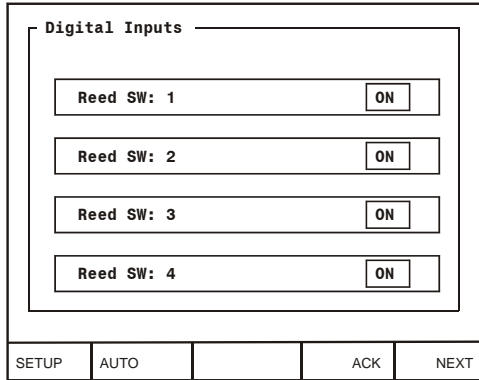 Digital Inputs
Reed SW: 1 ON
Reed SW: 2 ON
Reed SW: 3 ON
Reed SW: 4 ON
SETUP AUTO ACK NEXT